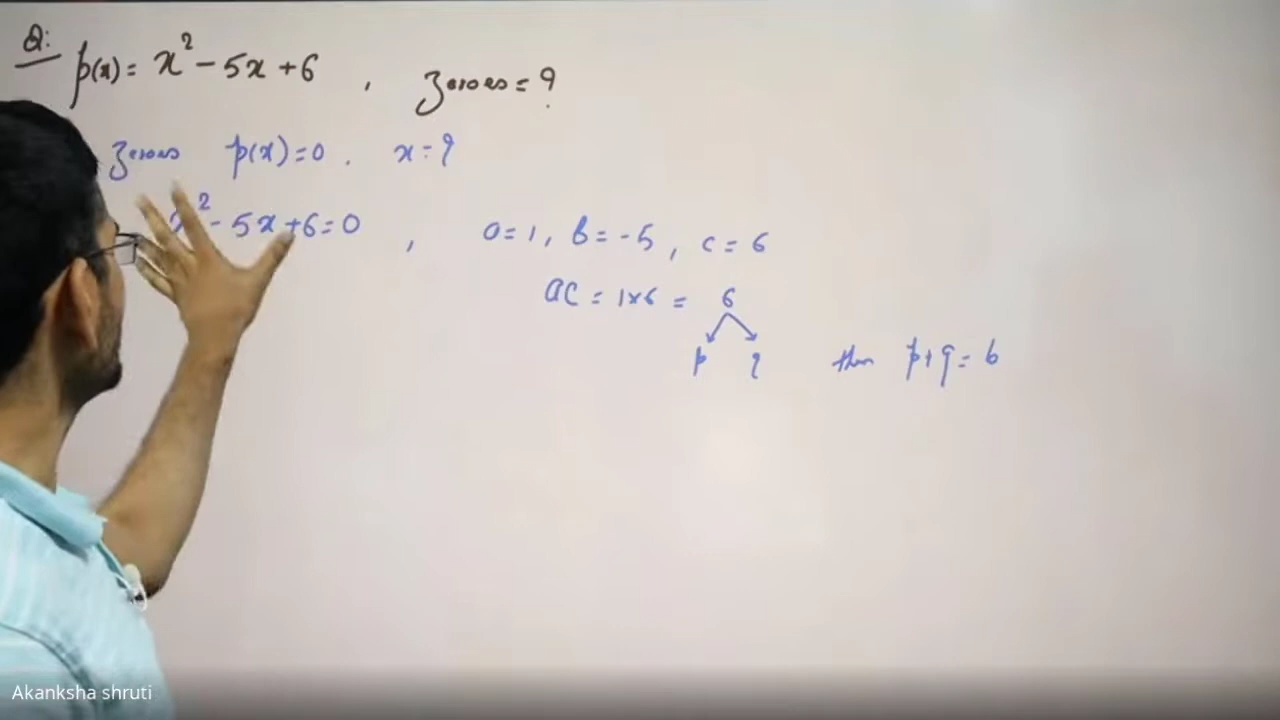 Q: p(x) = x² - 5x + 6 , Zeroes = ?
Zeroes p(x) = 0 . x = ?
x² - 5x + 6 = 0 , a = 1, b = -5, c = 6
ac = 1×6 = 6
p q then p+q = b
Akanksha shruti